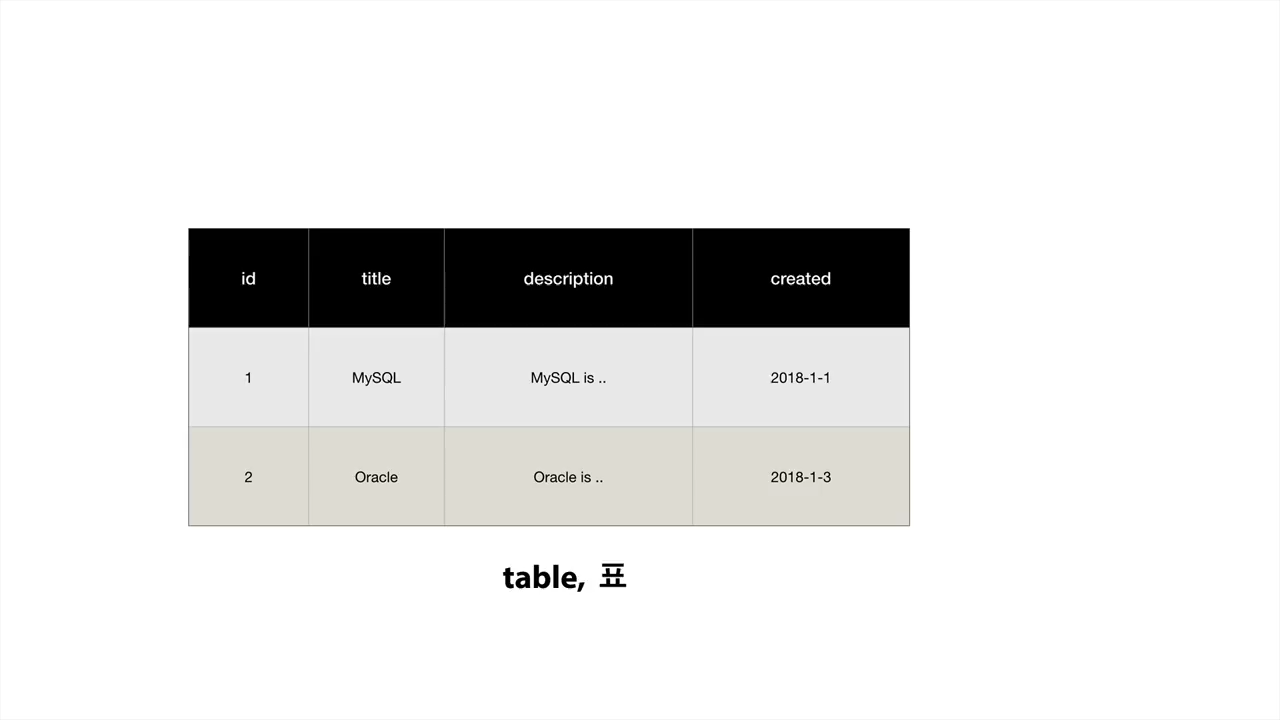 id title description created
1 MySQL MySQL is .. 2018-1-1
2 Oracle Oracle is .. 2018-1-3
table, 표